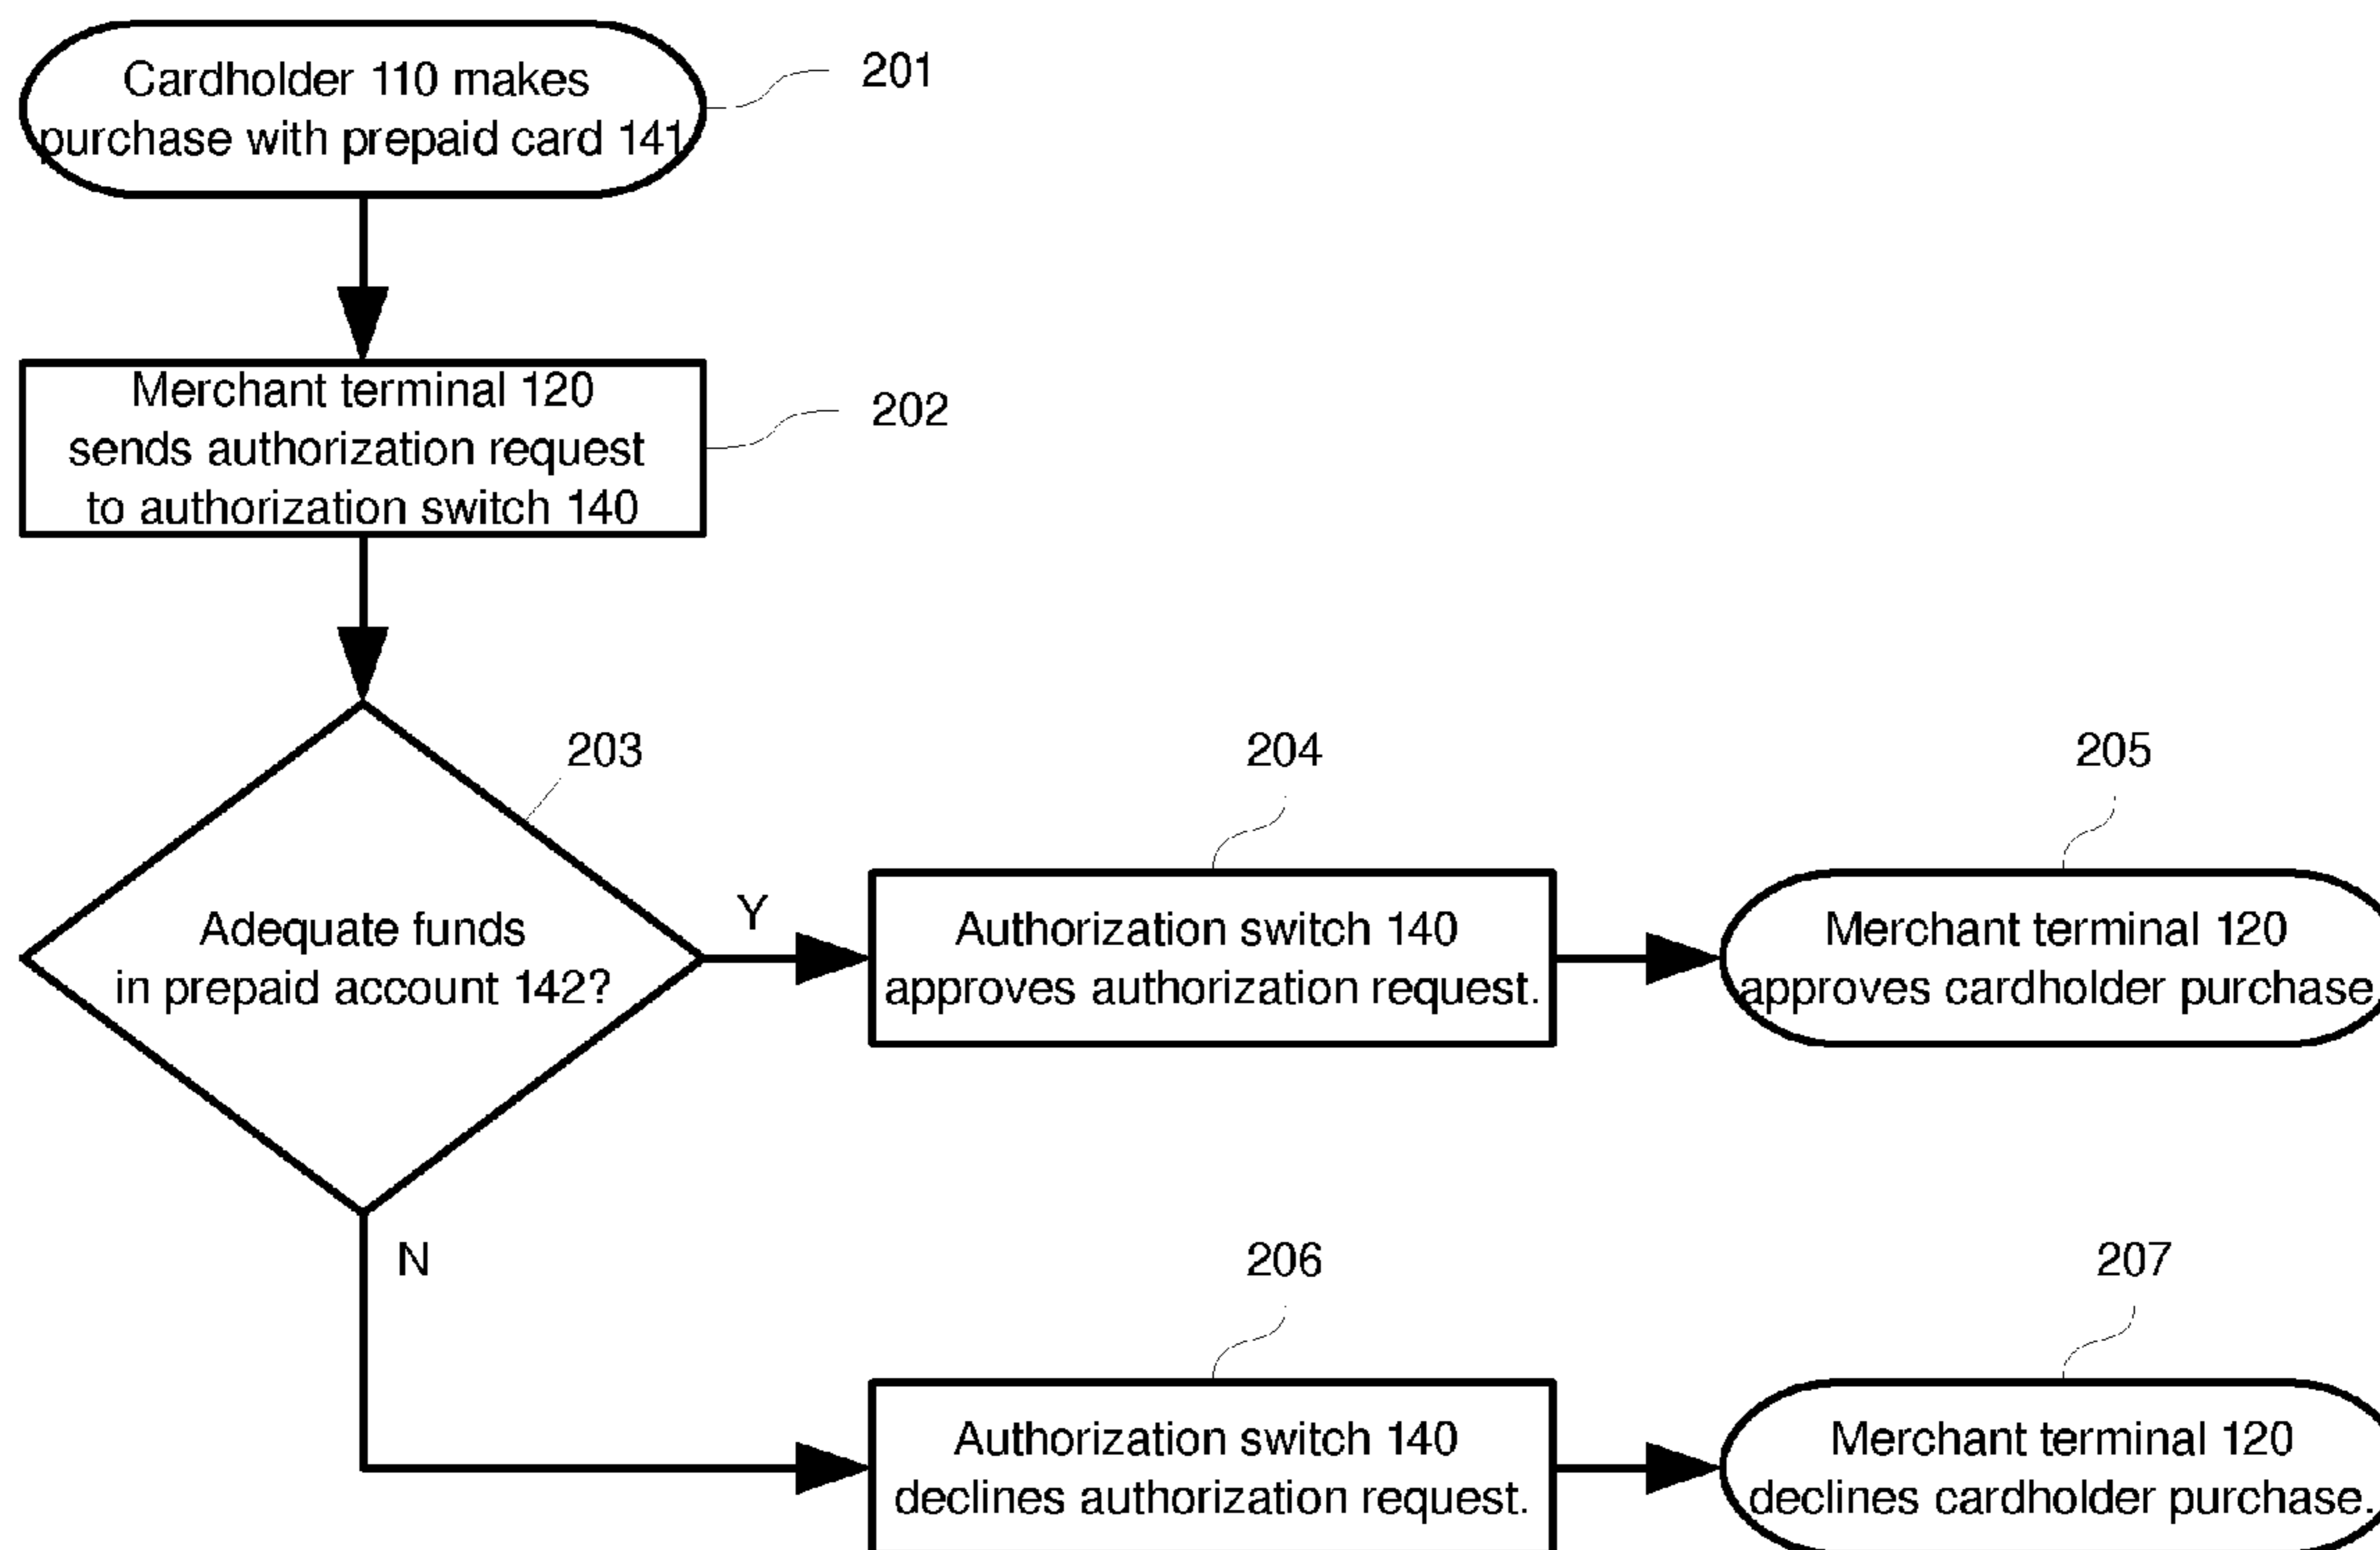 Cardholder 110 makes
purchase with prepaid card 141
201
Merchant terminal 120
sends authorization request
to authorization switch 140
202
203
Adequate funds
in prepaid account 142?
Y
N
204
Authorization switch 140
approves authorization request.
205
Merchant terminal 120
approves cardholder purchase.
206
Authorization switch 140
declines authorization request.
207
Merchant terminal 120
declines cardholder purchase.